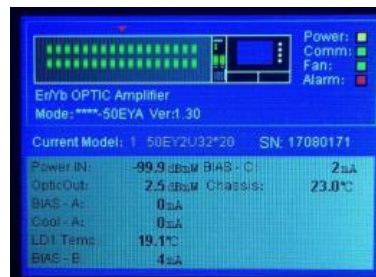 Power:
Comm:
Fan:
Alarm:
Er/Yb OPTIC Amplifier
Mode:****-50EYA Ver:1.30
Current Model: 1 50EY2U32*20 SN: 17080171
Power IN: -99.9 dBmW BIAS - C: 2mA
OpticOut: 2.5 dBmW Chassis: 23.0℃
BIAS - A: 0mA
Cool - A: 0mA
LD1 Temp: 19.1℃
BIAS - B: 4mA